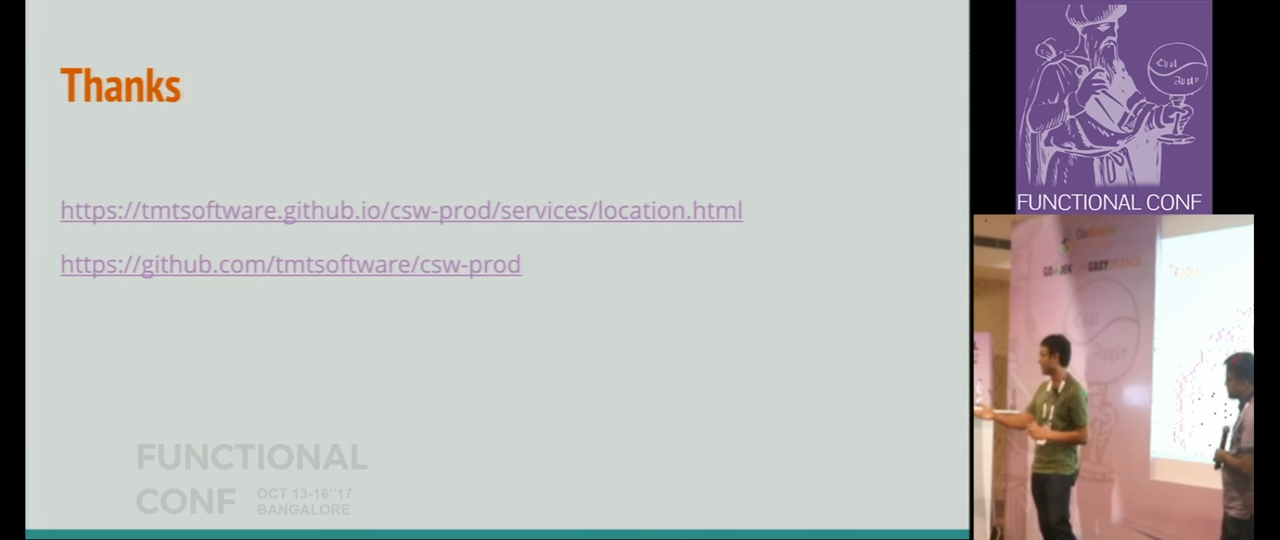 Thanks
https://tmtsoftware.github.io/csw-prod/services/location.html
https://github.com/tmtsoftware/csw-prod
FUNCTIONAL
CONF OCT 13-16"17
BANGALORE
FUNCTIONAL CONF